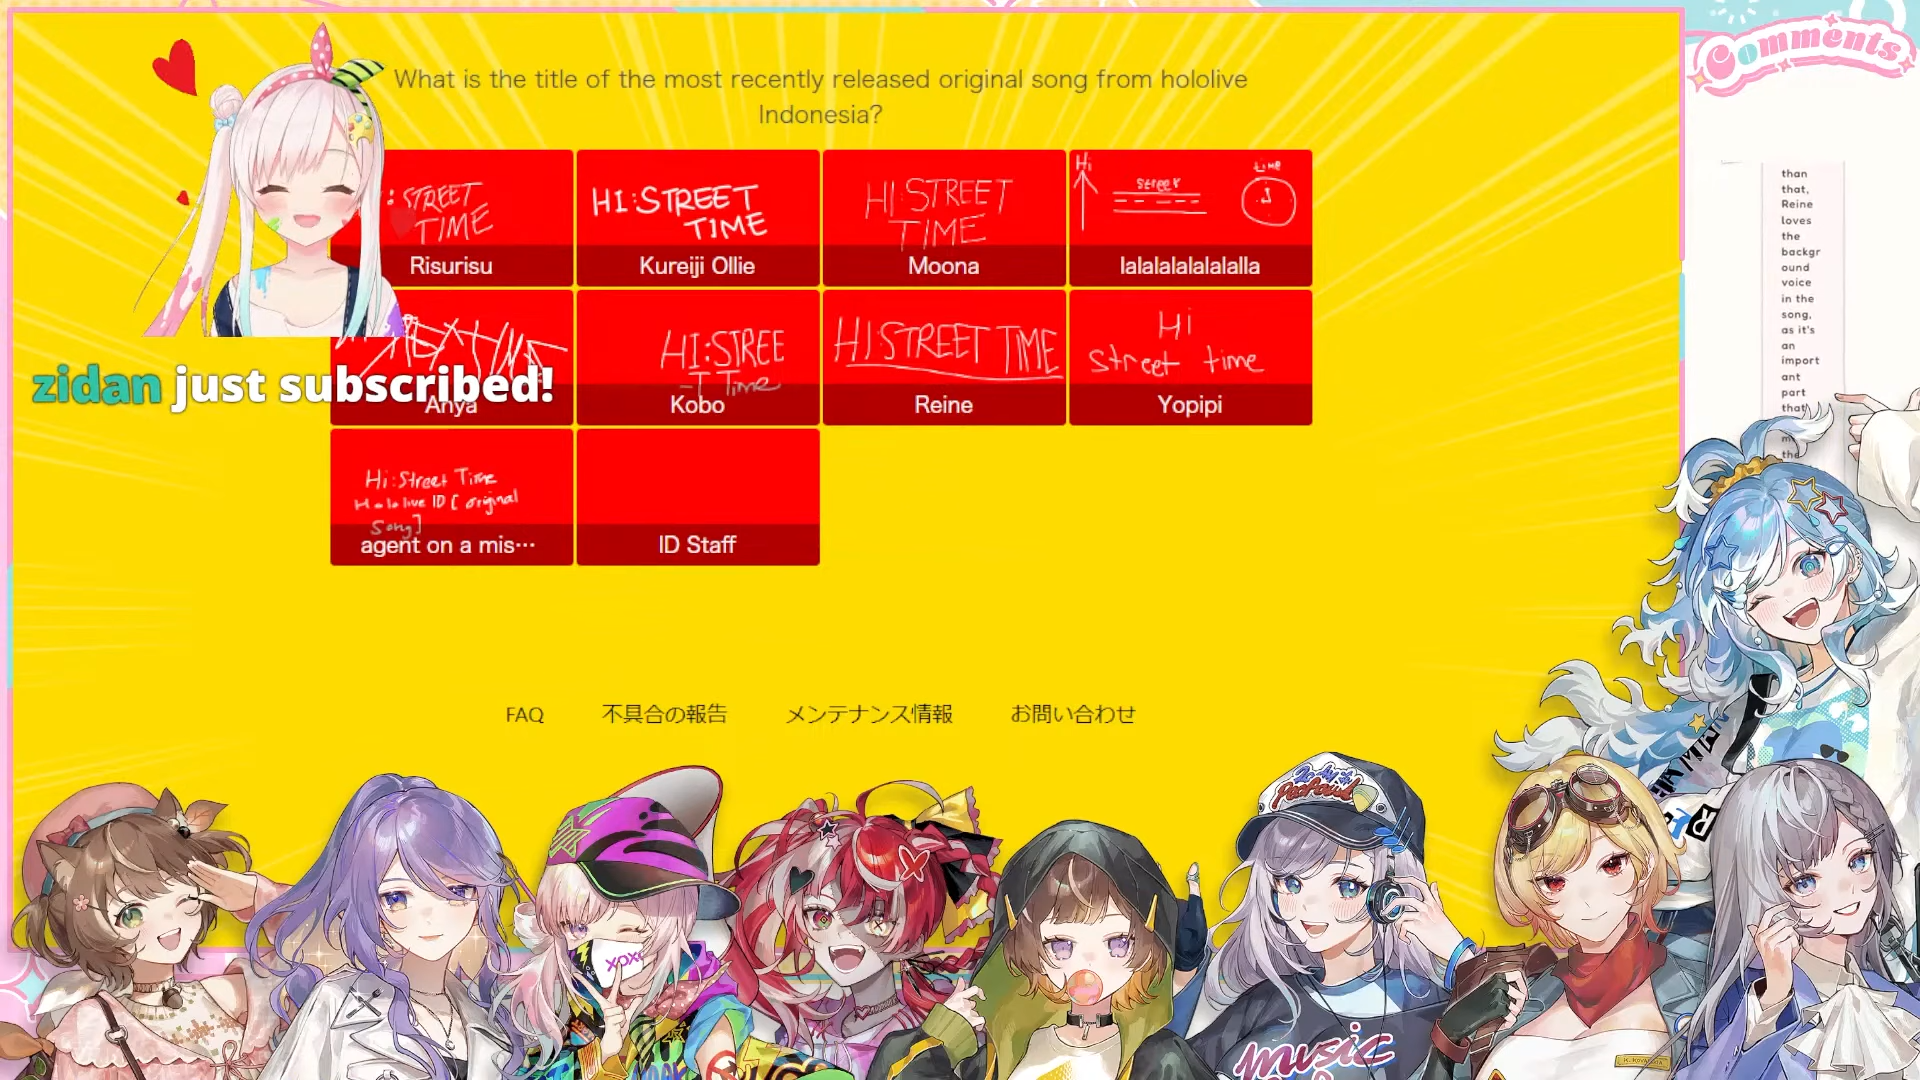 Comments
What is the title of the most recently released original song from hololive
Indonesia?
: STREET
TIME
Risurisu
HI:STREET
TIME
Kureiji Ollie
HI STREET
TIME
Moona
Hi
street
time
lalalalalalalalla
Anya
HI:STREE
-T Time
Kobo
HI STREET TIME
Reine
Hi
street time
Yopipi
Hi:Street Time
Hololive ID [original
Song]
agent on a mis…
ID Staff
zidan just subscribed!
than
that,
Reine
loves
the
backgr
ound
voice
in the
song,
as it's
an
import
ant
part
that
the
FAQ
不具合の報告
メンテナンス情報
お問い合わせ
XOXO
music